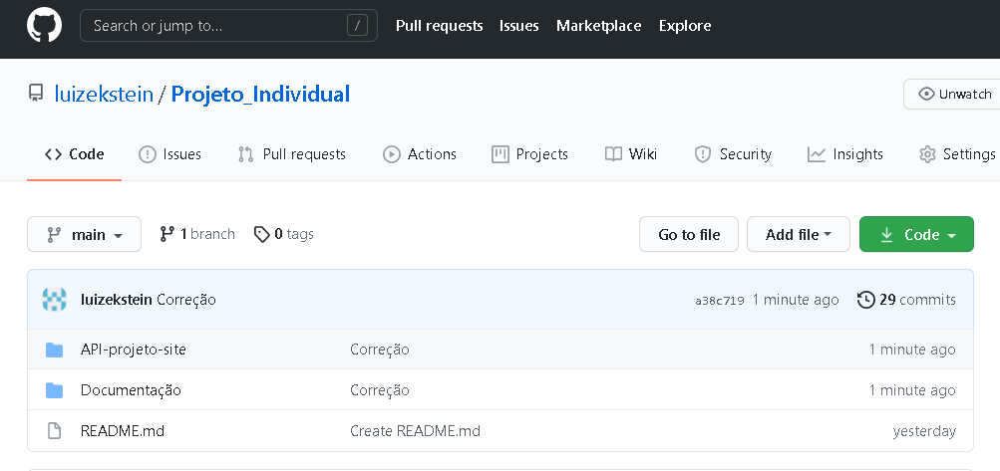 Search or jump to... / Pull requests Issues Marketplace Explore
luizekstein / Projeto_Individual Unwatch
Code Issues Pull requests Actions Projects Wiki Security Insights Settings
main 1 branch 0 tags Go to file Add file Code
luizekstein Correção a38c719 1 minute ago 29 commits
API-projeto-site Correção 1 minute ago
Documentação Correção 1 minute ago
README.md Create README.md yesterday